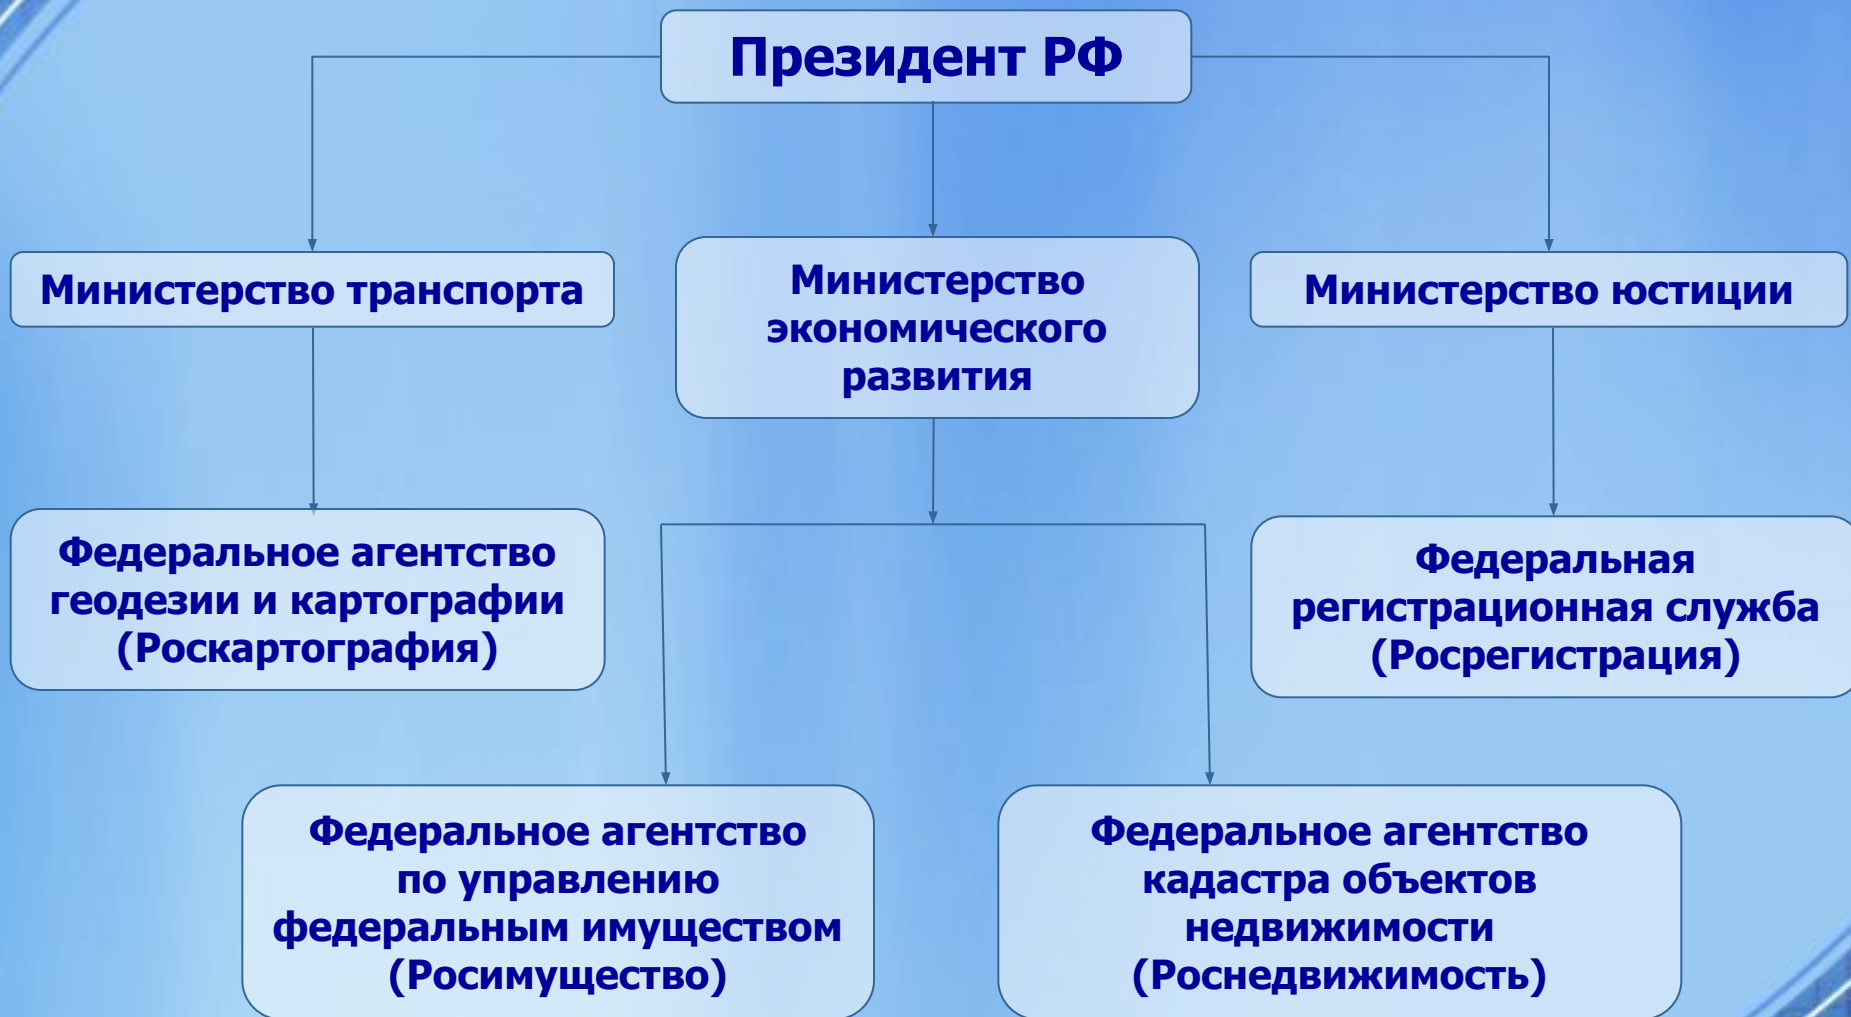 Президент РФ
Министерство транспорта
Министерство
экономического
развития
Министерство юстиции
Федеральное агентство
геодезии и картографии
(Роскартография)
Федеральная
регистрационная служба
(Росрегистрация)
Федеральное агентство
по управлению
федеральным имуществом
(Росимущество)
Федеральное агентство
кадастра объектов
недвижимости
(Роснедвижимость)